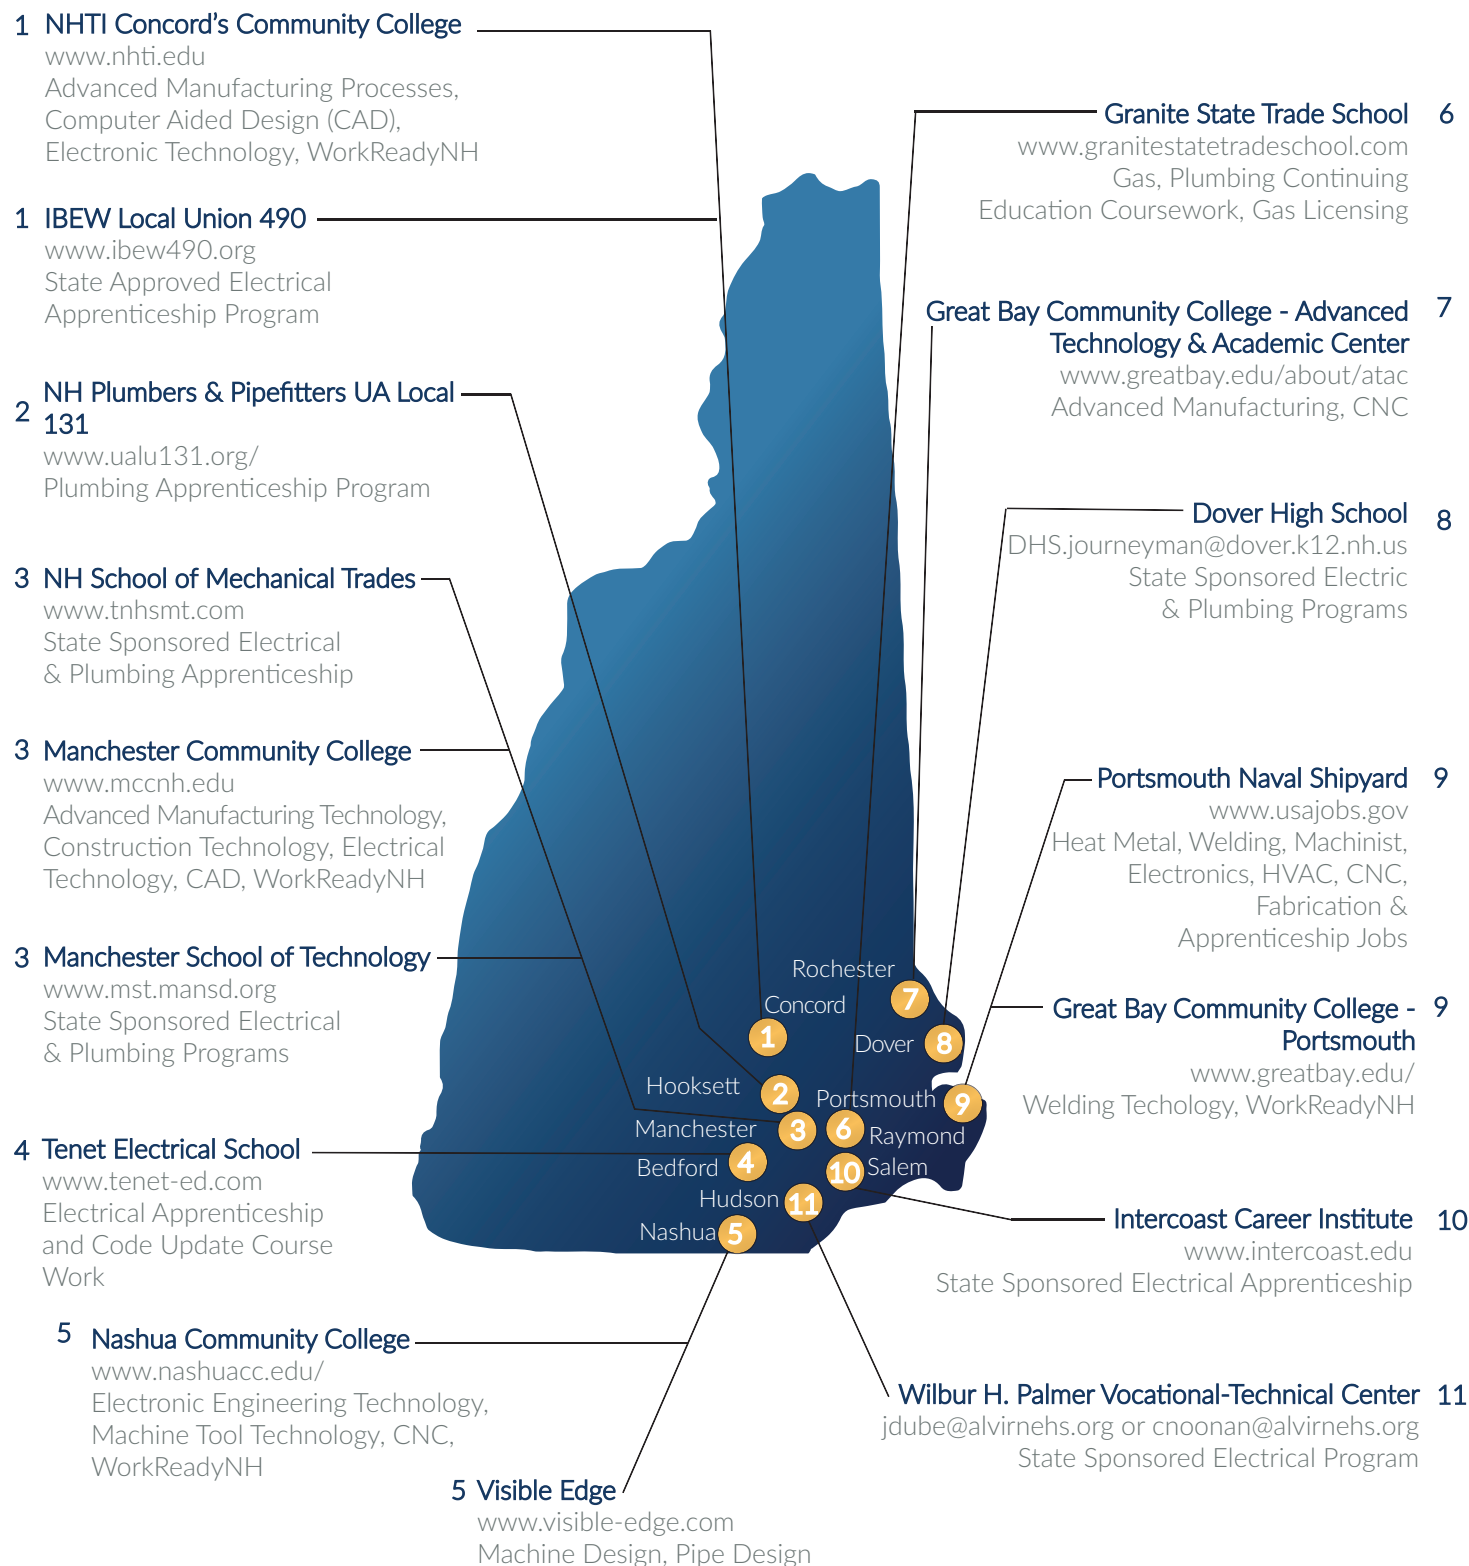 1 NHTI Concord's Community College
www.nhti.edu
Advanced Manufacturing Processes,
Computer Aided Design (CAD),
Electronic Technology, WorkReadyNH
1 IBEW Local Union 490
www.ibew490.org
State Approved Electrical
Apprenticeship Program
2 NH Plumbers & Pipefitters UA Local
131
www.ualu131.org/
Plumbing Apprenticeship Program
3 NH School of Mechanical Trades
www.tnhsmt.com
State Sponsored Electrical
& Plumbing Apprenticeship
3 Manchester Community College
www.mccnh.edu
Advanced Manufacturing Technology,
Construction Technology, Electrical
Technology, CAD, WorkReadyNH
3 Manchester School of Technology
www.mst.mansd.org
State Sponsored Electrical
& Plumbing Programs
4 Tenet Electrical School
www.tenet-ed.com
Electrical Apprenticeship
and Code Update Course
Work
5 Nashua Community College
www.nashuacc.edu/
Electronic Engineering Technology,
Machine Tool Technology, CNC,
WorkReadyNH
5 Visible Edge
www.visible-edge.com
Machine Design, Pipe Design
Granite State Trade School 6
www.granitestatetradeschool.com
Gas, Plumbing Continuing
Education Coursework, Gas Licensing
Great Bay Community College - Advanced 7
Technology & Academic Center
www.greatbay.edu/about/atac
Advanced Manufacturing, CNC
Dover High School 8
DHS.journeyman@dover.k12.nh.us
State Sponsored Electric
& Plumbing Programs
Portsmouth Naval Shipyard 9
www.usajobs.gov
Heat Metal, Welding, Machinist,
Electronics, HVAC, CNC,
Fabrication &
Apprenticeship Jobs
Great Bay Community College - 9
Portsmouth
www.greatbay.edu/
Welding Techology, WorkReadyNH
Intercoast Career Institute 10
www.intercoast.edu
State Sponsored Electrical Apprenticeship
Wilbur H. Palmer Vocational-Technical Center 11
jdube@alvirnehs.org or cnoonan@alvirnehs.org
State Sponsored Electrical Program
Rochester
7
Concord
1
Dover 8
Hooksett 2
Portsmouth 9
Manchester 3
6 Raymond
Bedford 4
10 Salem
Hudson 11
Nashua 5